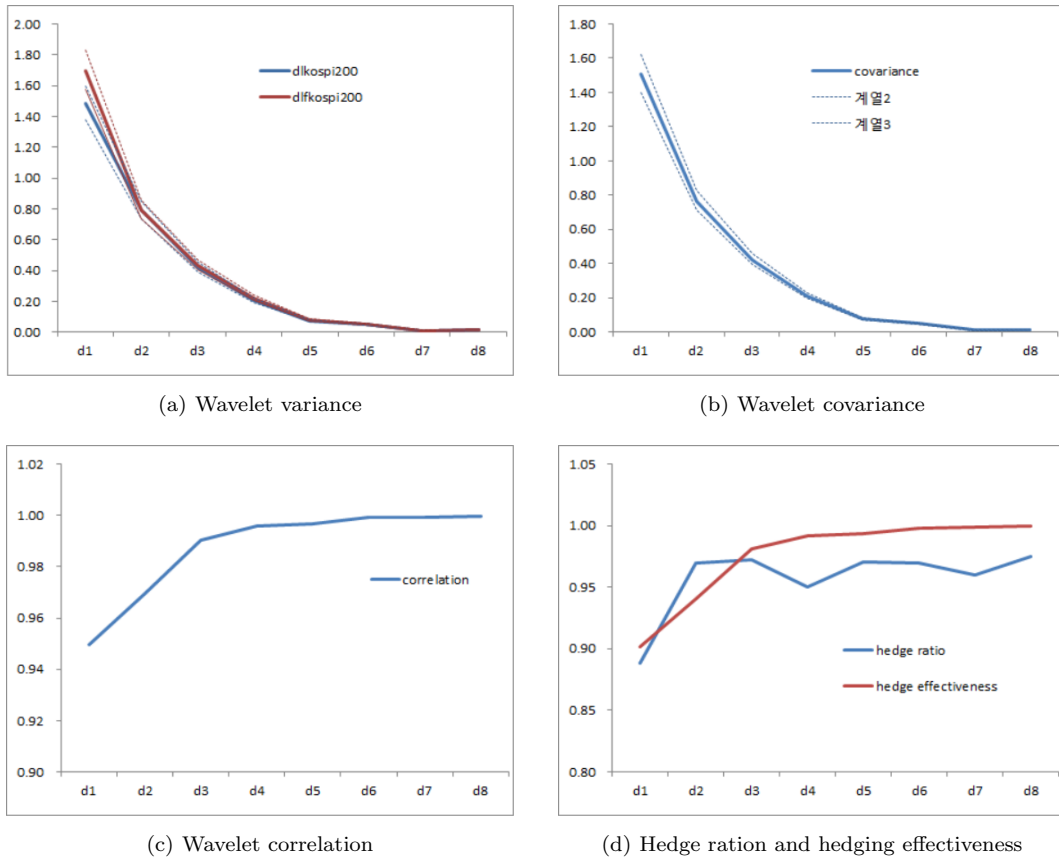 2.00
1.80
1.60
1.40
1.20
1.00
0.80
0.60
0.40
0.20
0.00
dlkospi200
dlfkospi200
d1 d2 d3 d4 d5 d6 d7 d8
(a) Wavelet variance
1.80
1.60
1.40
1.20
1.00
0.80
0.60
0.40
0.20
0.00
covariance
계열2
계열3
d1 d2 d3 d4 d5 d6 d7 d8
(b) Wavelet covariance
1.02
1.00
0.98
0.96
0.94
0.92
0.90
correlation
d1 d2 d3 d4 d5 d6 d7 d8
(c) Wavelet correlation
1.05
1.00
0.95
0.90
0.85
0.80
hedge ratio
hedge effectiveness
d1 d2 d3 d4 d5 d6 d7 d8
(d) Hedge ration and hedging effectiveness